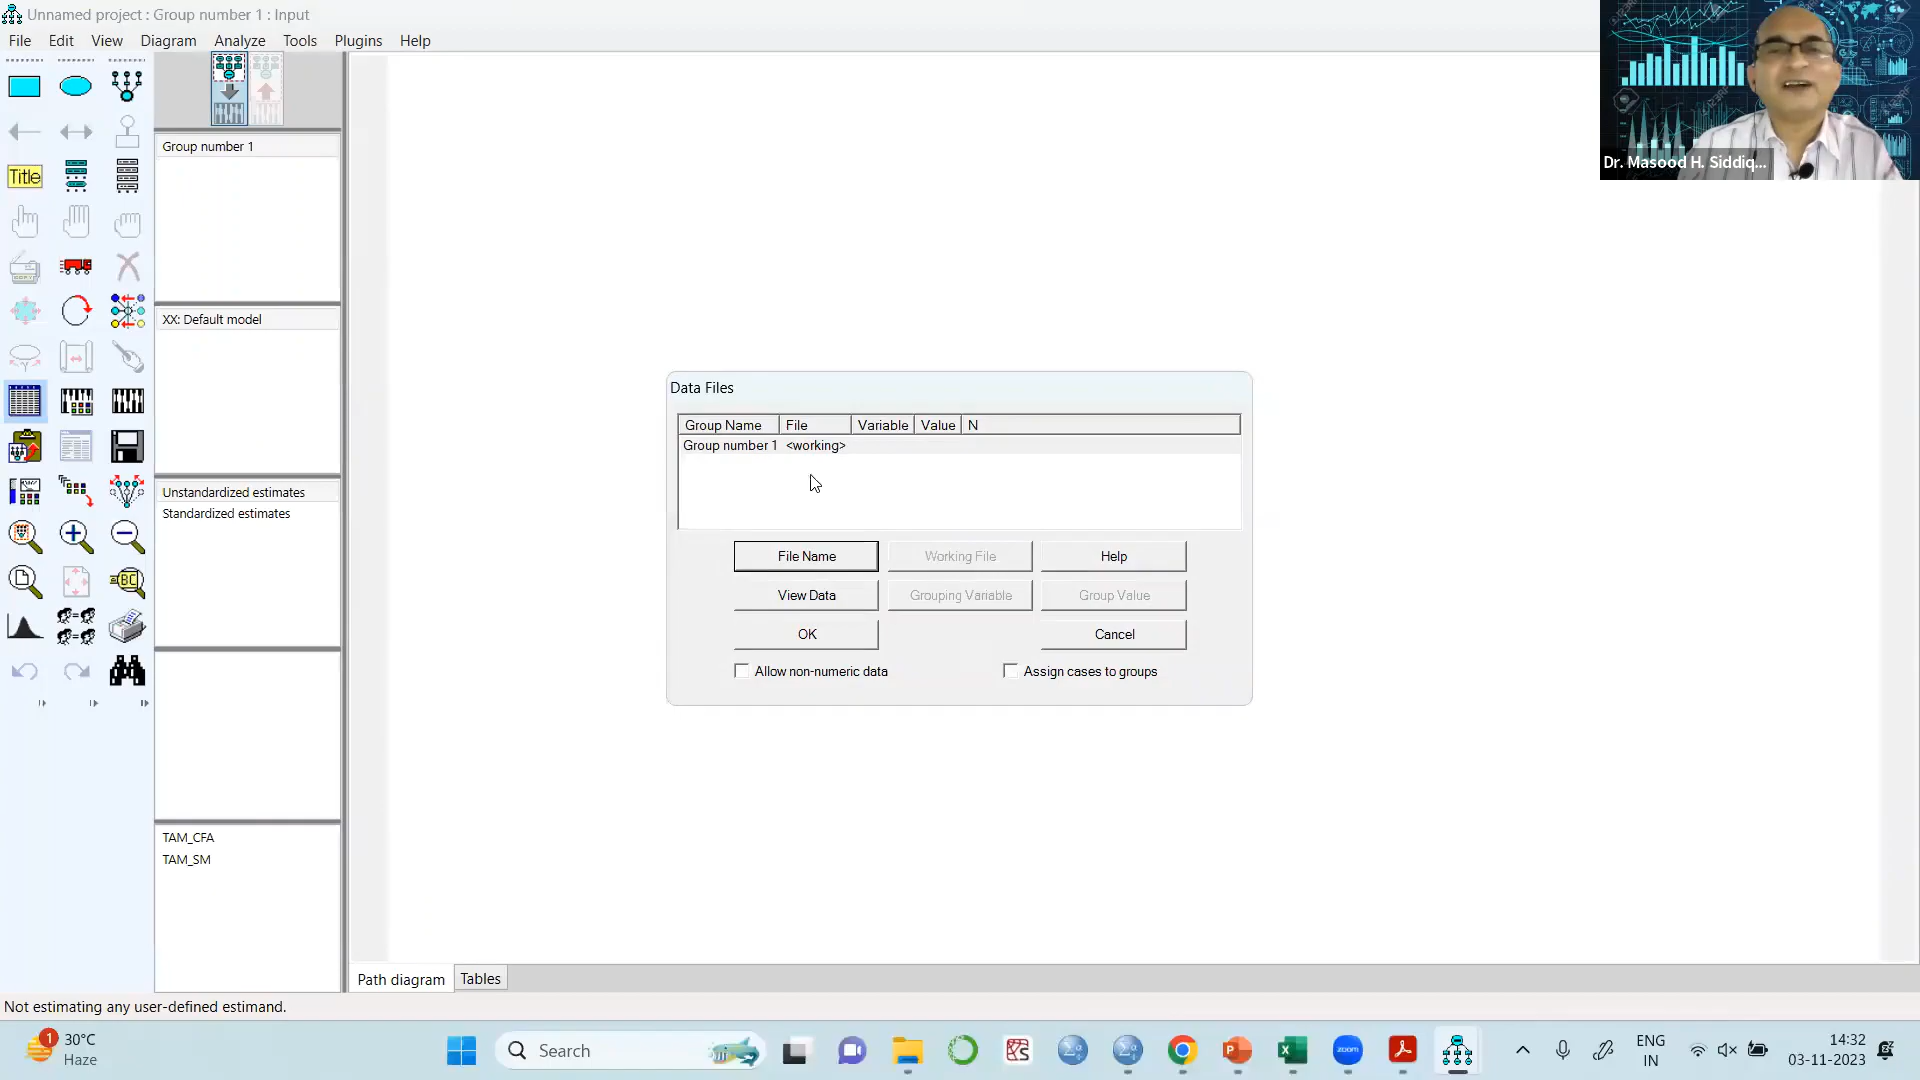 Unnamed project : Group number 1 : Input
File Edit View Diagram Analyze Tools Plugins Help
Dr. Masood H. Siddiq...
Title
Group number 1
XX: Default model
Unstandardized estimates
Standardized estimates
TAM_CFA
TAM_SM
Data Files
Group Name File Variable Value N
Group number 1 <working>
File Name Working File Help
View Data Grouping Variable Group Value
OK Cancel
Allow non-numeric data Assign cases to groups
Path diagram Tables
Not estimating any user-defined estimand.
1
30°C
Haze
Search
zoom
ENG
IN
14:32
03-11-2023